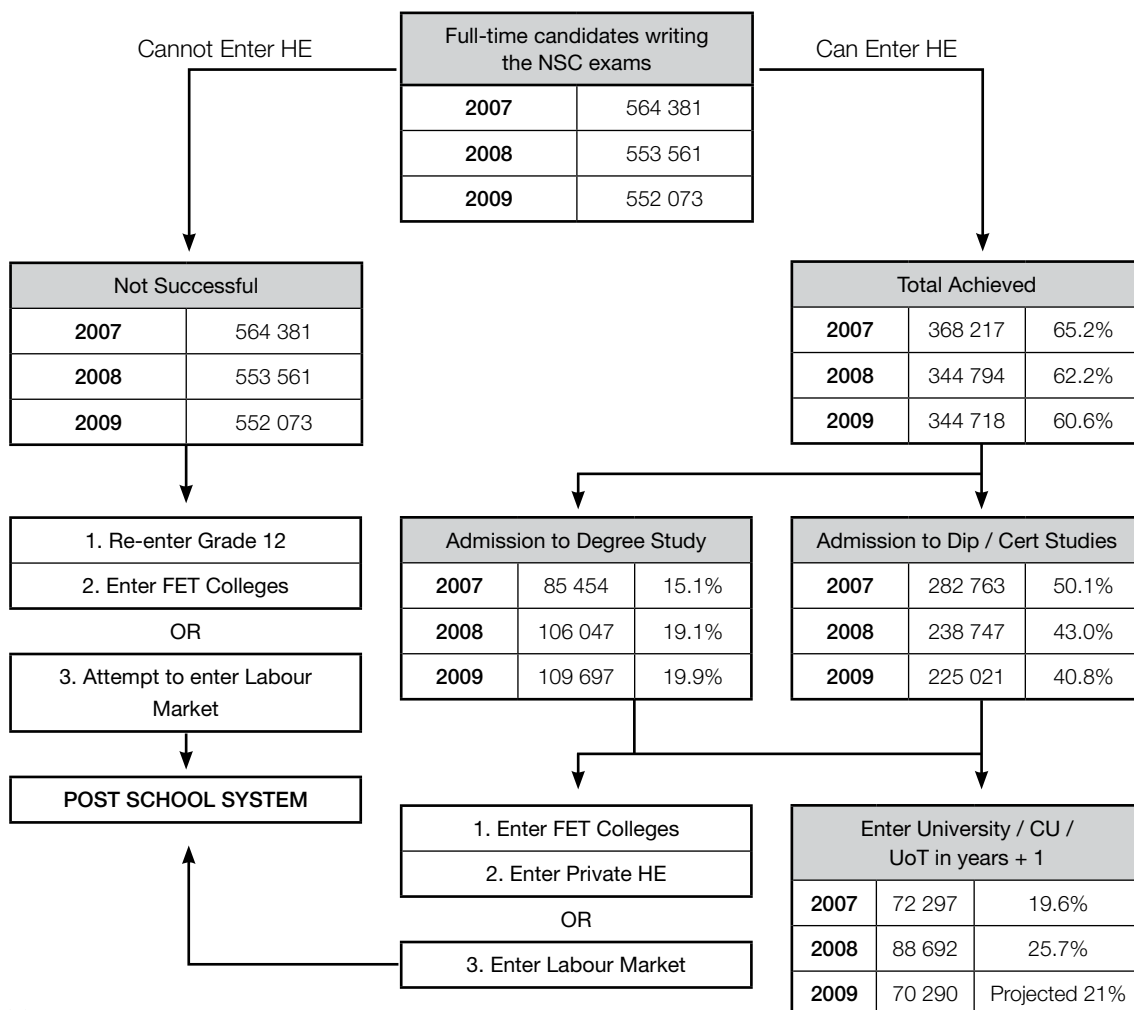 Cannot Enter HE
Full-time candidates writing
the NSC exams
Can Enter HE
2007 564 381
2008 553 561
2009 552 073
Not Successful
2007 564 381
2008 553 561
2009 552 073
Total Achieved
2007 368 217 65.2%
2008 344 794 62.2%
2009 344 718 60.6%
1. Re-enter Grade 12
2. Enter FET Colleges
OR
3. Attempt to enter Labour
Market
POST SCHOOL SYSTEM
Admission to Degree Study
2007 85 454 15.1%
2008 106 047 19.1%
2009 109 697 19.9%
Admission to Dip / Cert Studies
2007 282 763 50.1%
2008 238 747 43.0%
2009 225 021 40.8%
1. Enter FET Colleges
2. Enter Private HE
OR
3. Enter Labour Market
Enter University / CU /
UoT in years + 1
2007 72 297 19.6%
2008 88 692 25.7%
2009 70 290 Projected 21%